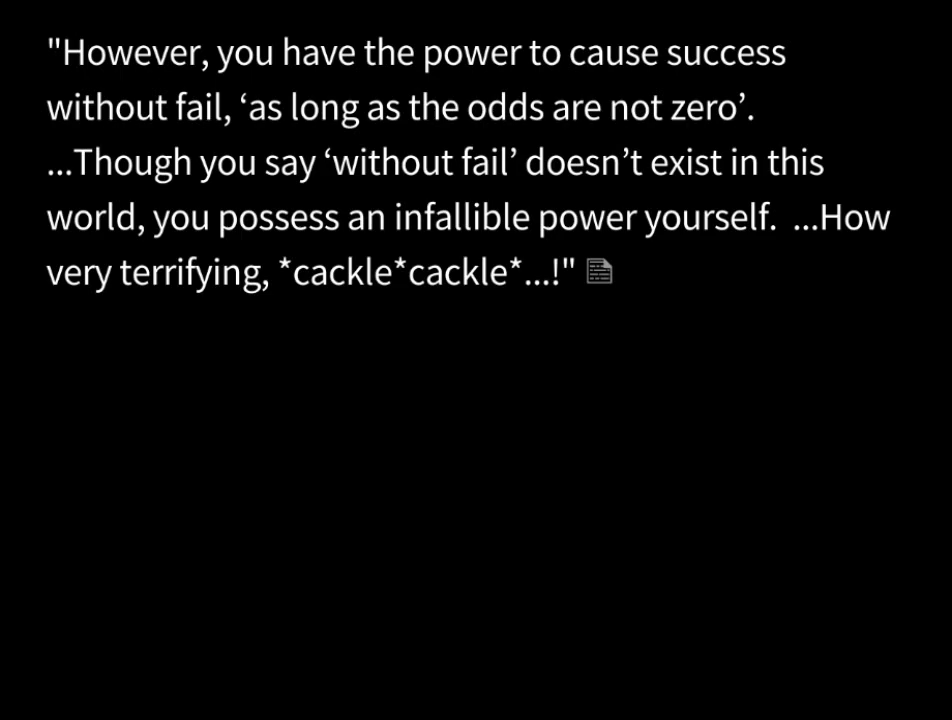 "However, you have the power to cause success
without fail, ‘as long as the odds are not zero’.
...Though you say ‘without fail’ doesn’t exist in this
world, you possess an infallible power yourself.  ...How
very terrifying, *cackle*cackle*...!"